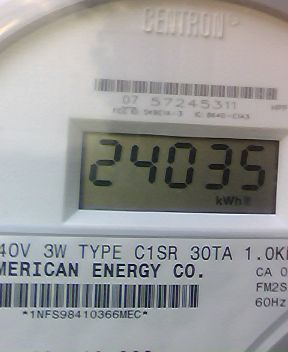 CENTRON®
07 57245311
24035
kWh
40V 3W TYPE C1SR 30TA 1.0K
MERICAN ENERGY CO.
CA 0
FM2S
60Hz
*1NFS98410366MEC*